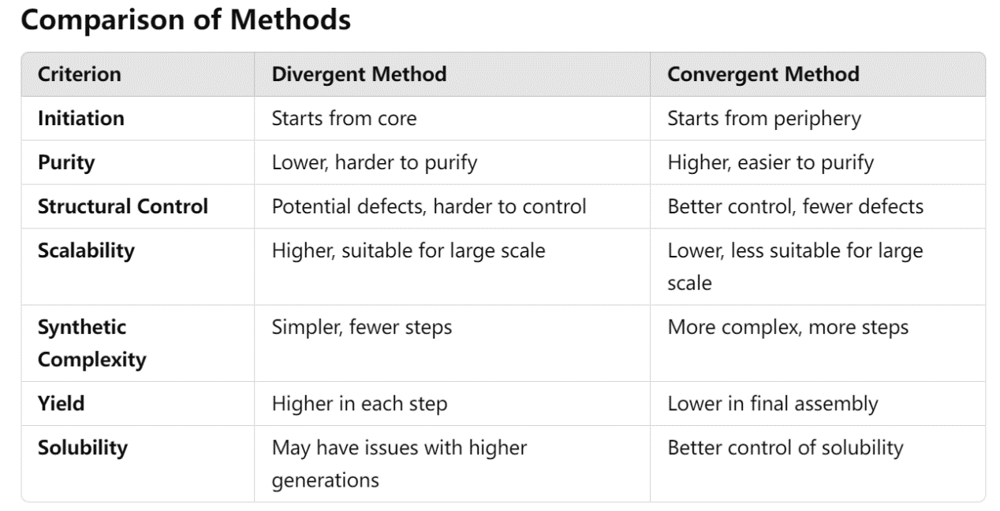 Comparison of Methods
Criterion Divergent Method Convergent Method
Initiation Starts from core Starts from periphery
Purity Lower, harder to purify Higher, easier to purify
Structural Control Potential defects, harder to control Better control, fewer defects
Scalability Higher, suitable for large scale Lower, less suitable for large
scale
Synthetic Simpler, fewer steps More complex, more steps
Complexity
Yield Higher in each step Lower in final assembly
Solubility May have issues with higher Better control of solubility
generations